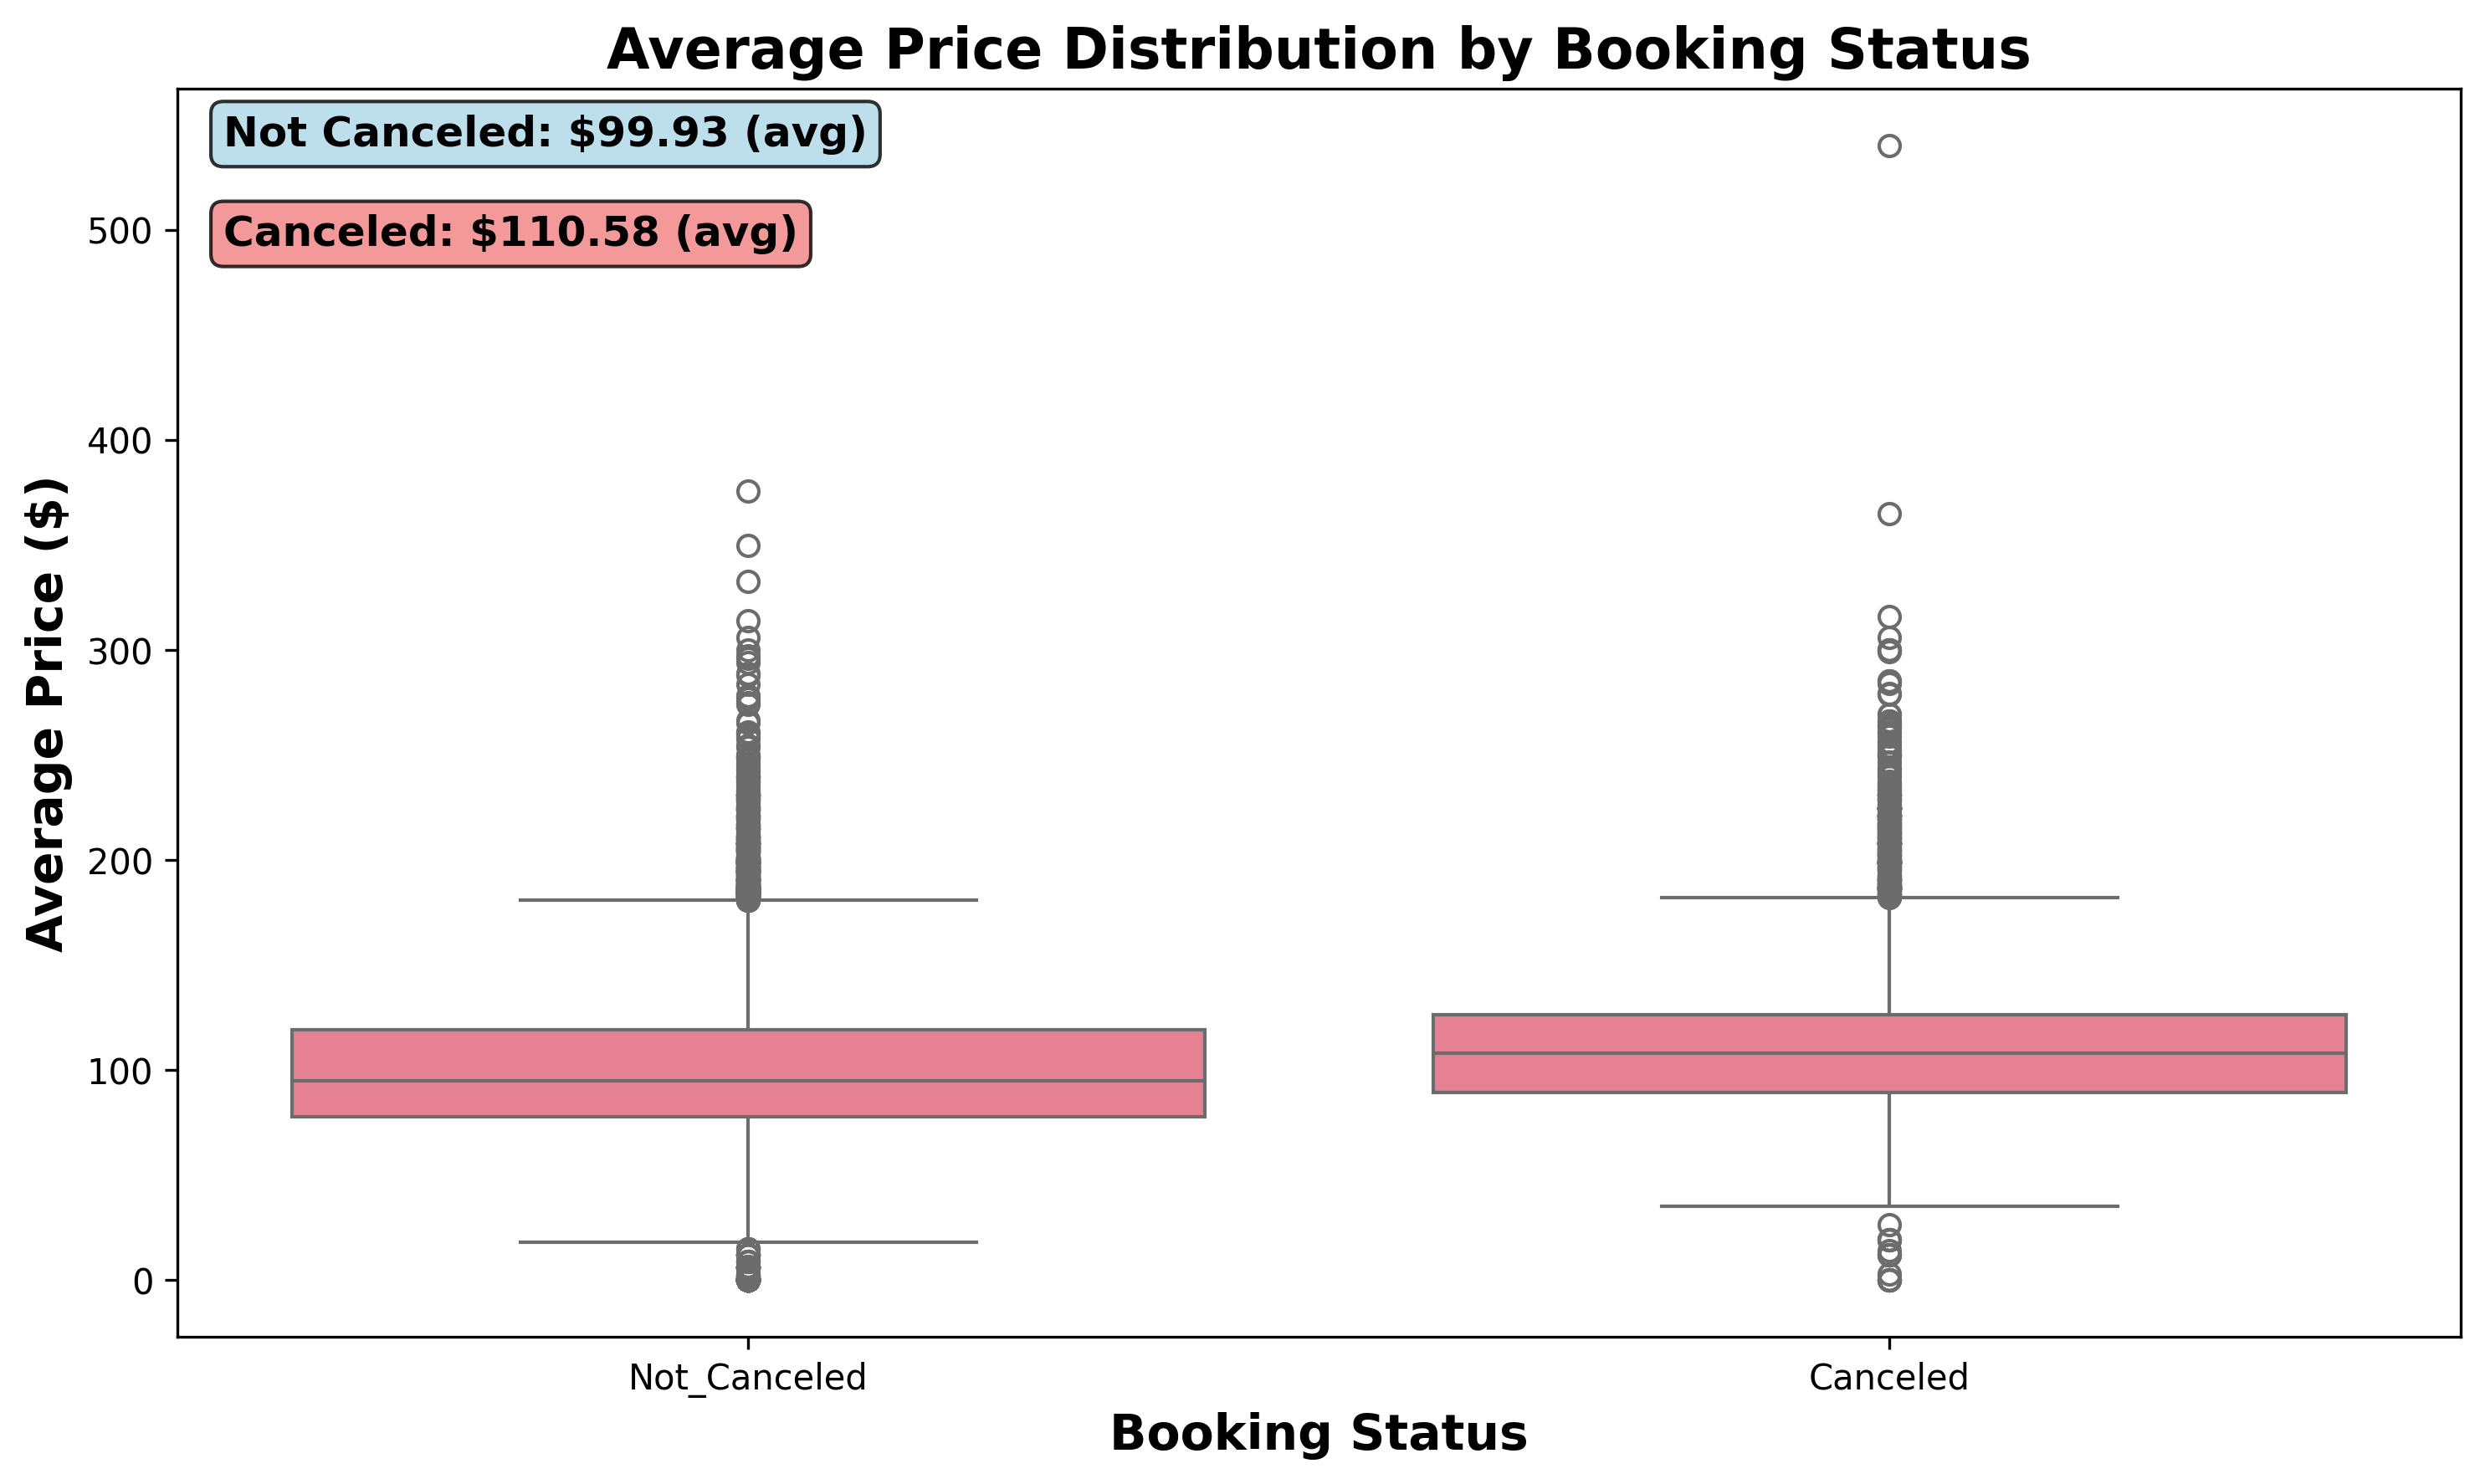 Average Price Distribution by Booking Status
Not Canceled: $99.93 (avg)
Canceled: $110.58 (avg)
Average Price ($)
500
400
300
200
100
0
Not_Canceled
Canceled
Booking Status